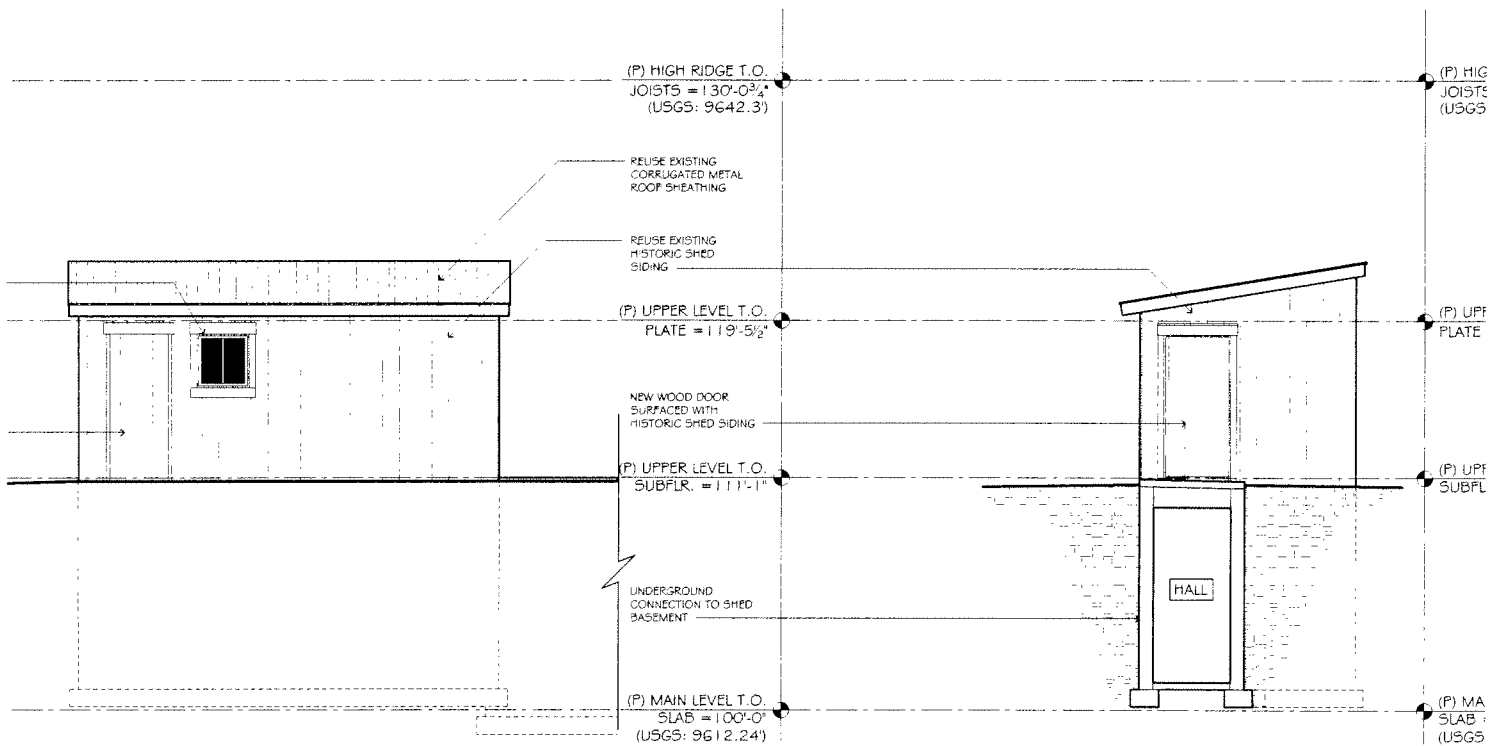 (P) HIGH RIDGE T.O.
JOISTS = 130'-0¾"
(USGS: 9642.3')
REUSE EXISTING
CORRUGATED METAL
ROOF SHEATHING
REUSE EXISTING
HISTORIC SHED
SIDING
(P) UPPER LEVEL T.O.
PLATE = 119'-5½"
NEW WOOD DOOR
SURFACED WITH
HISTORIC SHED SIDING
(P) UPPER LEVEL T.O.
SUBFLR. = 111'-1"
UNDERGROUND
CONNECTION TO SHED
BASEMENT
(P) MAIN LEVEL T.O.
SLAB = 100'-0"
(USGS: 9612.24')
HALL
(P) HIG
JOISTS
(USGS
(P) UPP
PLATE
(P) UPP
SUBFL
(P) MA
SLAB =
(USGS